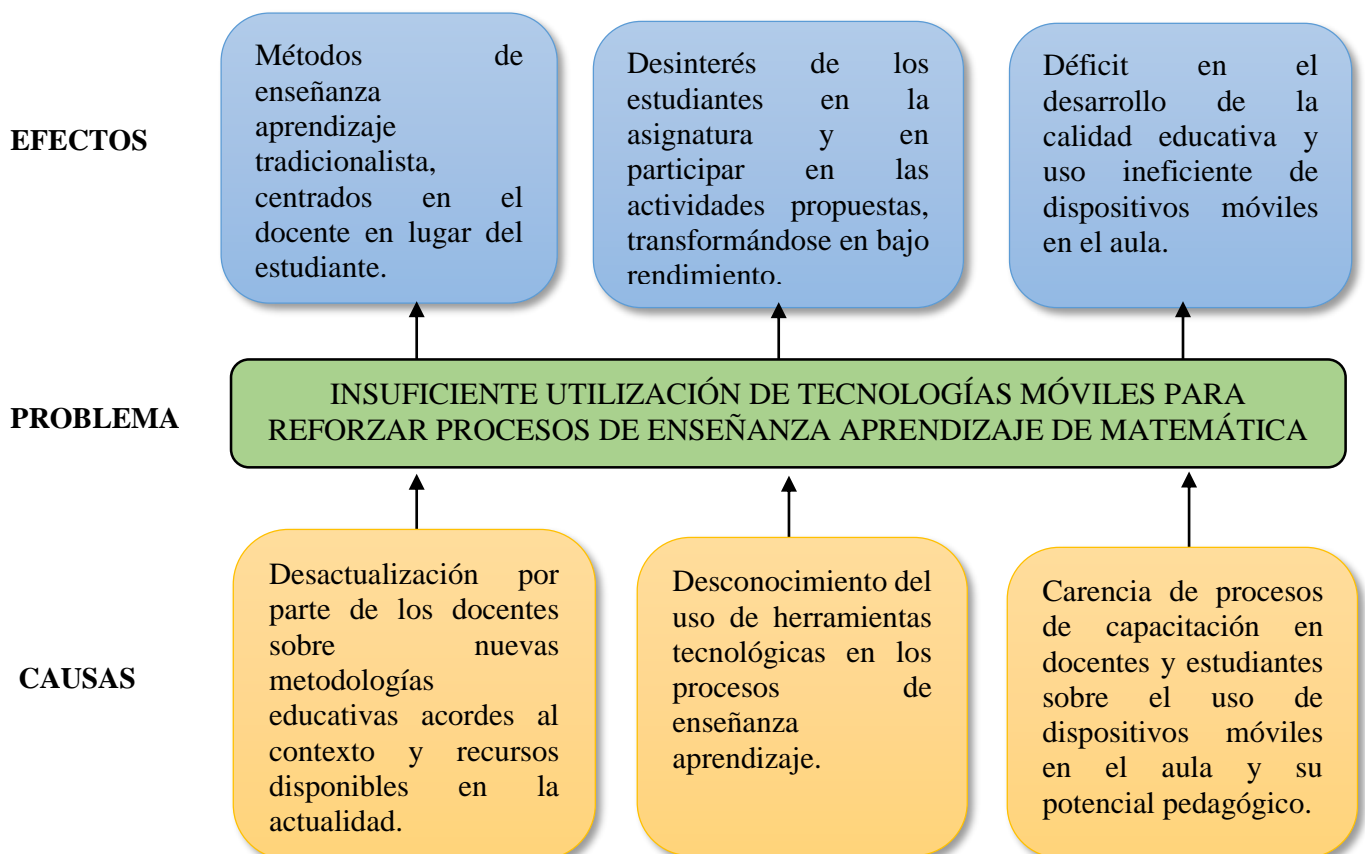 EFECTOS
Métodos de
enseñanza
aprendizaje
tradicionalista,
centrados en el
docente en lugar del
estudiante.
Desinterés de los
estudiantes en la
asignatura y en
participar en las
actividades propuestas,
transformándose en bajo
rendimiento.
Déficit en el
desarrollo de la
calidad educativa y
uso ineficiente de
dispositivos móviles
en el aula.
PROBLEMA
INSUFICIENTE UTILIZACIÓN DE TECNOLOGÍAS MÓVILES PARA
REFORZAR PROCESOS DE ENSEÑANZA APRENDIZAJE DE MATEMÁTICA
CAUSAS
Desactualización por
parte de los docentes
sobre nuevas
metodologías
educativas acordes al
contexto y recursos
disponibles en la
actualidad.
Desconocimiento del
uso de herramientas
tecnológicas en los
procesos de
enseñanza
aprendizaje.
Carencia de procesos
de capacitación en
docentes y estudiantes
sobre el uso de
dispositivos móviles
en el aula y su
potencial pedagógico.